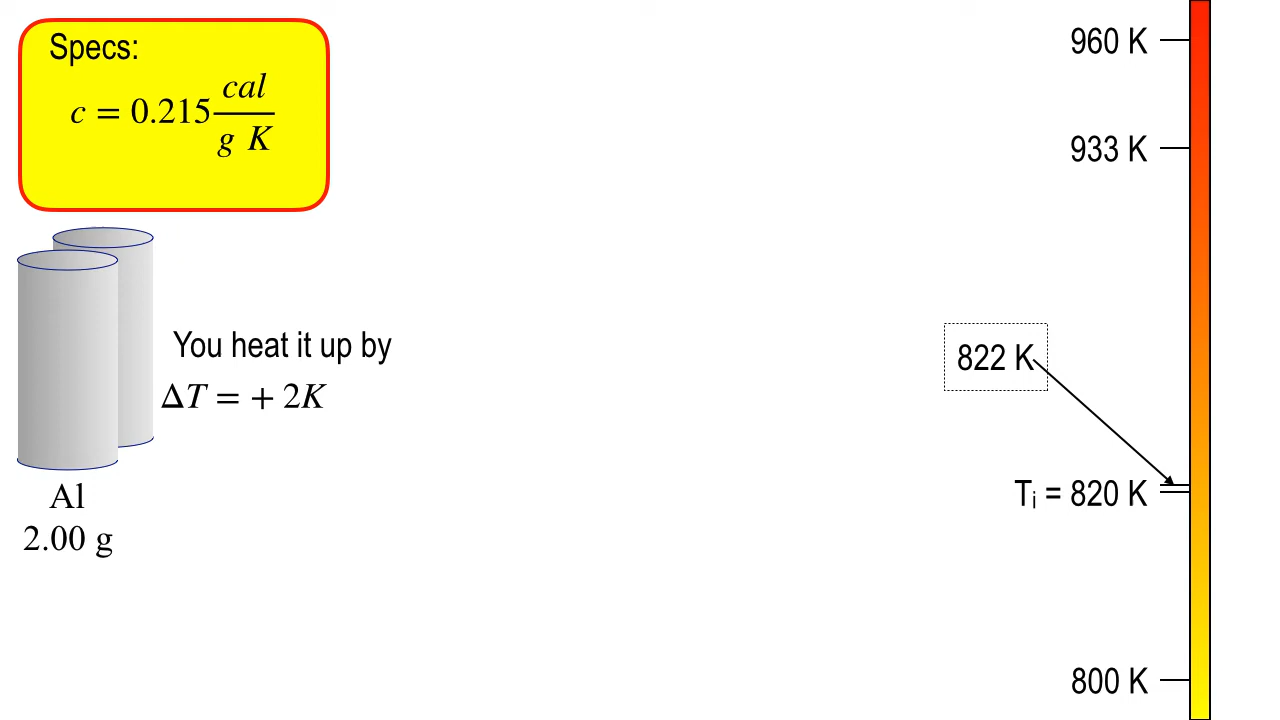 Specs:
c = 0.215 cal / g K
You heat it up by
ΔT = + 2K
Al
2.00 g
960 K
933 K
822 K
Tᵢ = 820 K
800 K